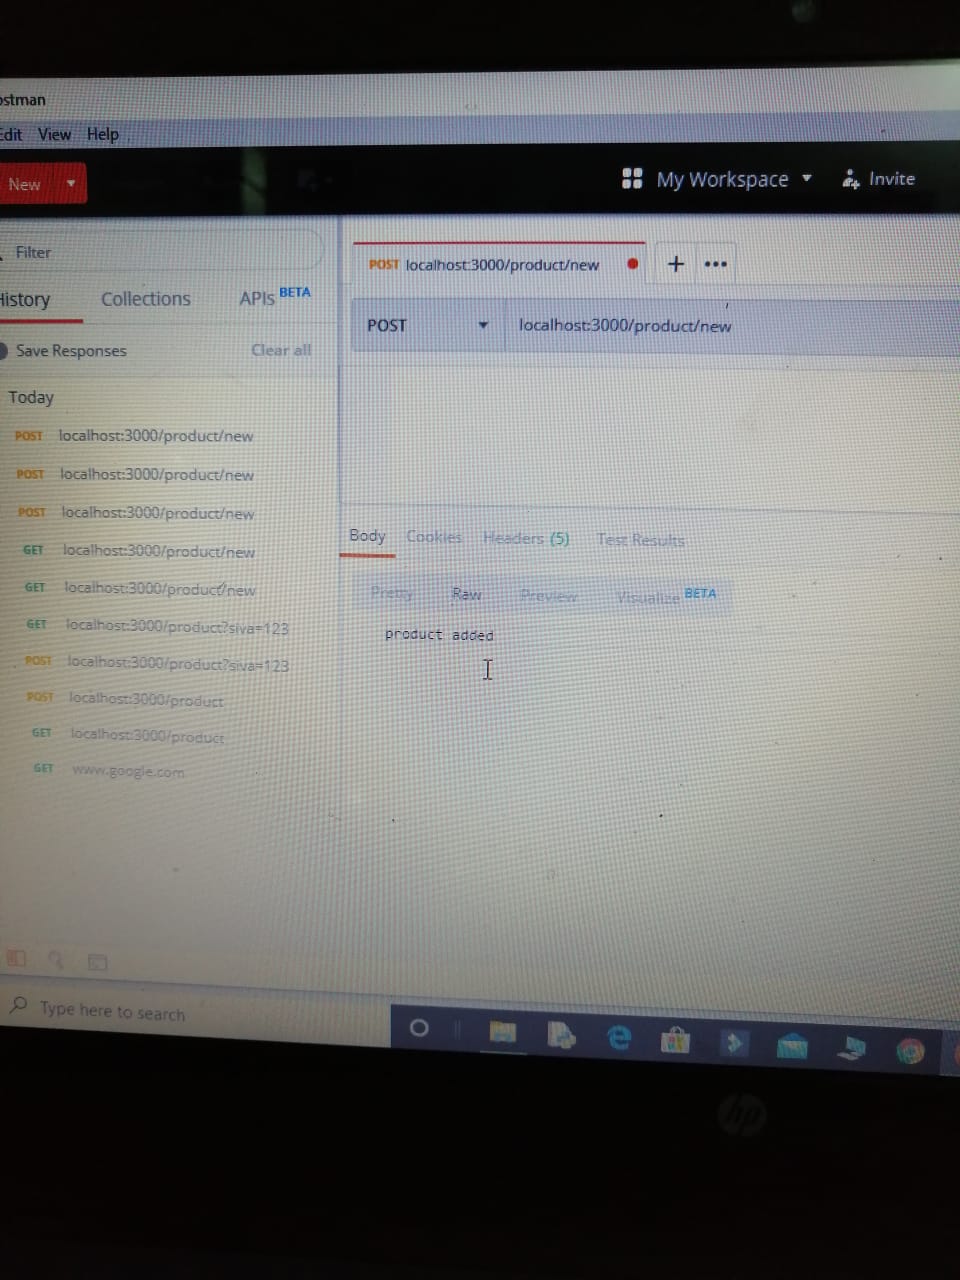 ostman
Edit View Help
New
My Workspace
Invite
Filter
History Collections APIs BETA
Save Responses Clear all
Today
POST localhost:3000/product/new
POST localhost:3000/product/new
POST localhost:3000/product/new
GET localhost:3000/product/new
GET localhost:3000/product/new
GET localhost:3000/product?siva=123
POST localhost:3000/product?siva=123
POST localhost:3000/product
GET localhost:3000/product
GET www.google.com
POST localhost:3000/product/new + •••
POST localhost:3000/product/new
Body Cookies Headers (5) Test Results
Pretty Raw Preview Visualize BETA
product added
Type here to search
hp